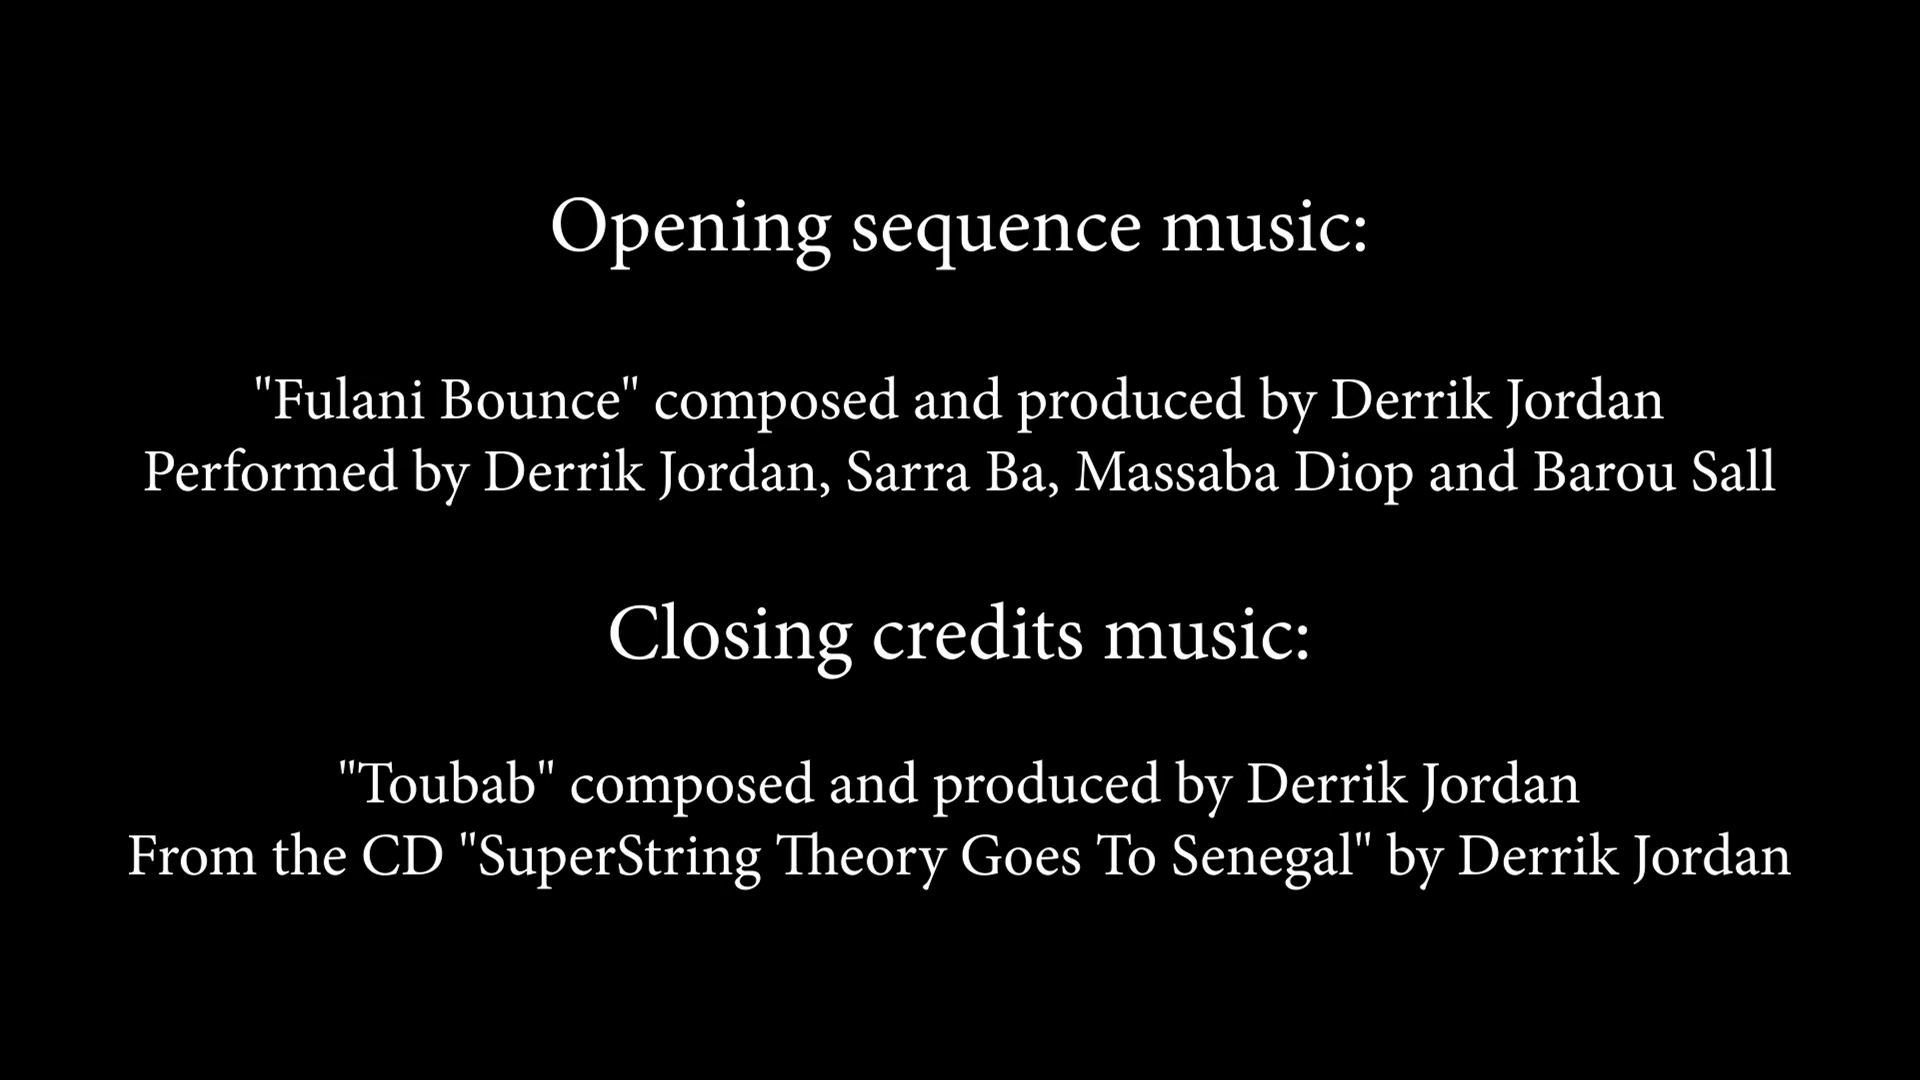 Opening sequence music:
"Fulani Bounce" composed and produced by Derrik Jordan
Performed by Derrik Jordan, Sarra Ba, Massaba Diop and Barou Sall
Closing credits music:
"Toubab" composed and produced by Derrik Jordan
From the CD "SuperString Theory Goes To Senegal" by Derrik Jordan